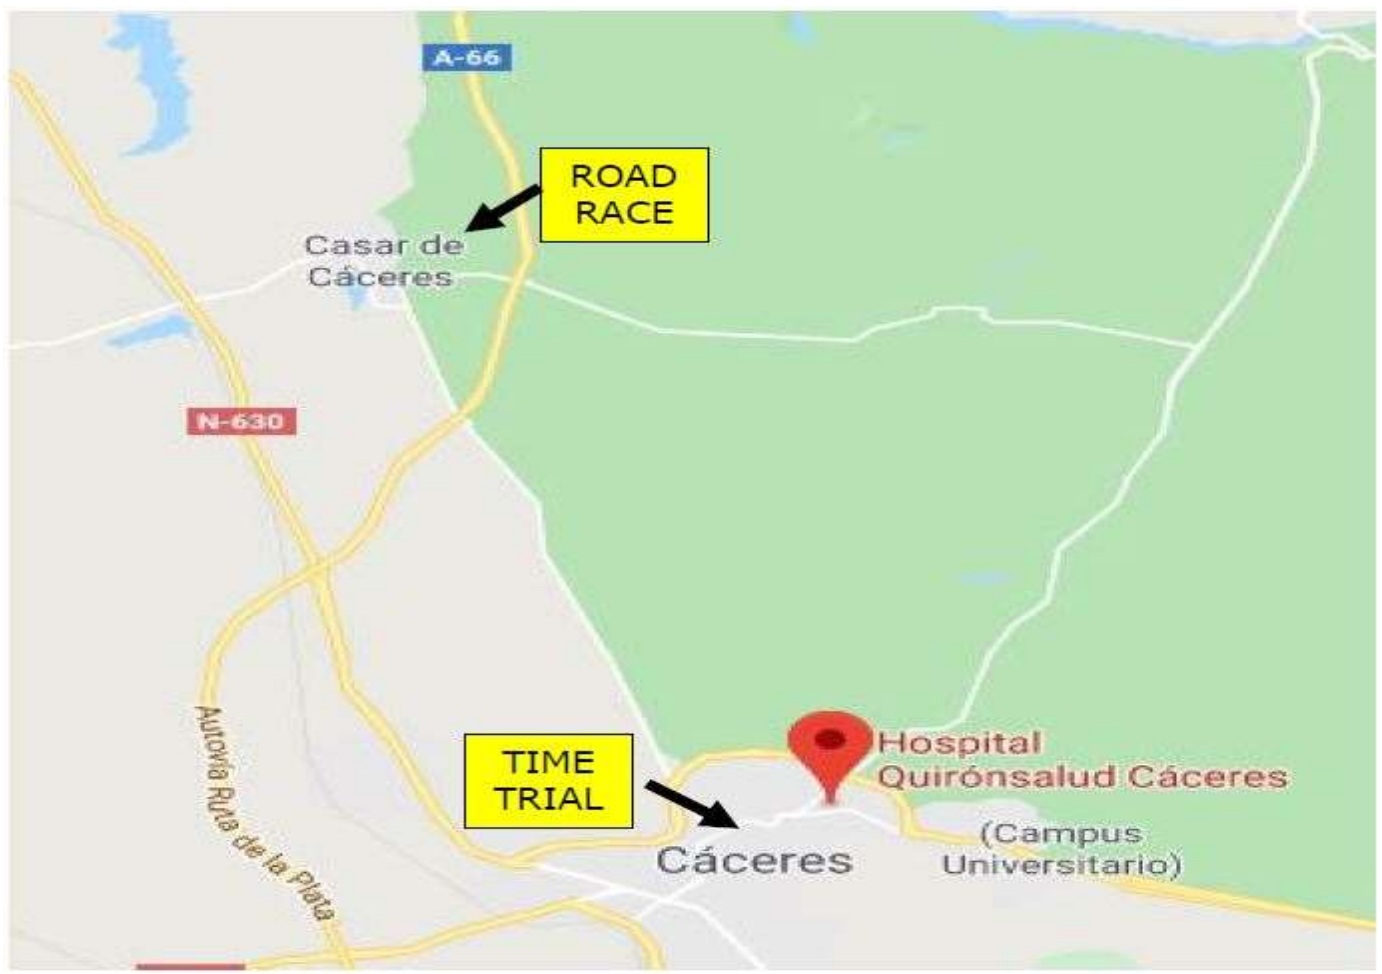 A-66
ROAD
RACE
Casar de
Cáceres
N-630
Autovía Ruta de la Plata
TIME
TRIAL
Hospital
Quirónsalud Cáceres
(Campus
Universitario)
Cáceres